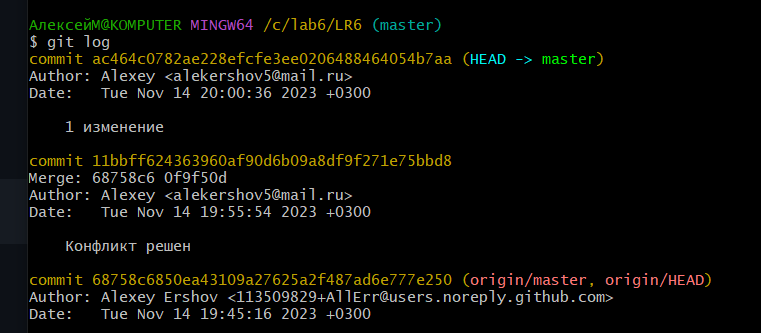 АлексейМ@KOMPUTER MINGW64 /c/lab6/LR6 (master)
$ git log
commit ac464c0782ae228efcfe3ee0206488464054b7aa (HEAD -> master)
Author: Alexey <alekershov5@mail.ru>
Date:   Tue Nov 14 20:00:36 2023 +0300
    1 изменение
commit 11bbff624363960af90d6b09a8df9f271e75bbd8
Merge: 68758c6 0f9f50d
Author: Alexey <alekershov5@mail.ru>
Date:   Tue Nov 14 19:55:54 2023 +0300
    Конфликт решен
commit 68758c6850ea43109a27625a2f487ad6e777e250 (origin/master, origin/HEAD)
Author: Alexey Ershov <113509829+AllErr@users.noreply.github.com>
Date:   Tue Nov 14 19:45:16 2023 +0300